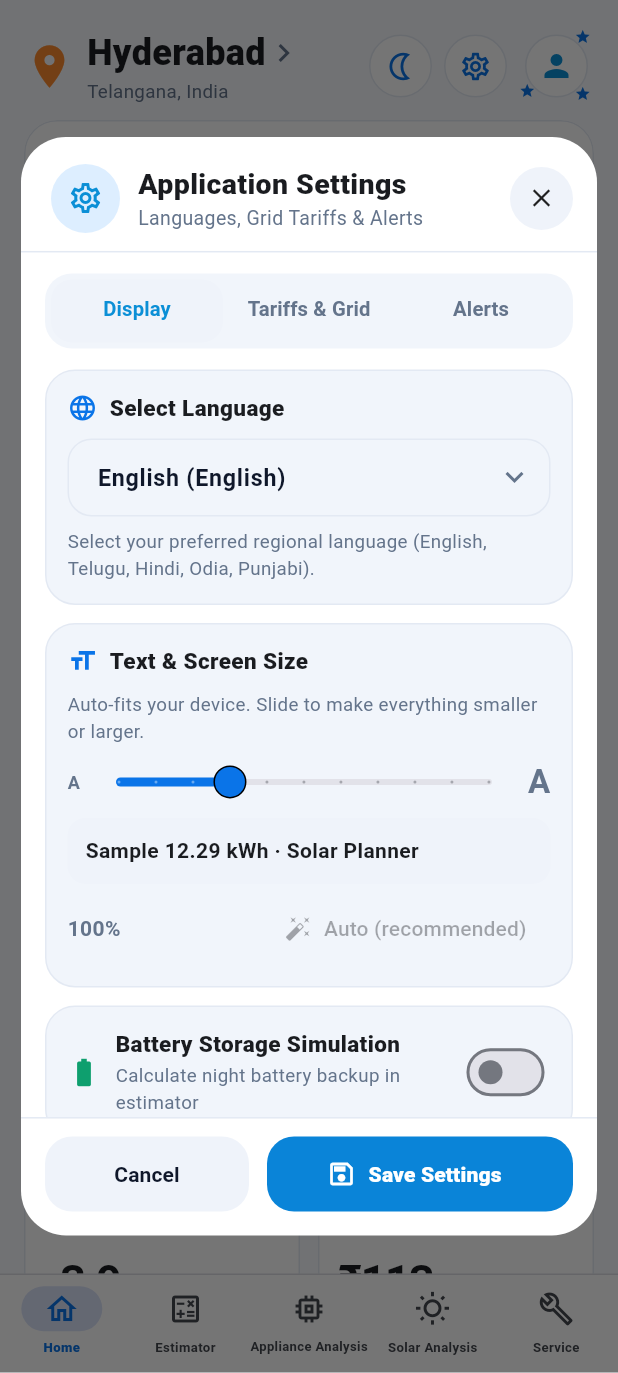 Hyderabad
Telangana, India
Application Settings
Languages, Grid Tariffs & Alerts
Display
Tariffs & Grid
Alerts
Select Language
English (English)
Select your preferred regional language (English,
Telugu, Hindi, Odia, Punjabi).
Text & Screen Size
Auto-fits your device. Slide to make everything smaller
or larger.
A
A
Sample 12.29 kWh · Solar Planner
100%
Auto (recommended)
Battery Storage Simulation
Calculate night battery backup in
estimator
Cancel
Save Settings
Home
Estimator
Appliance Analysis
Solar Analysis
Service